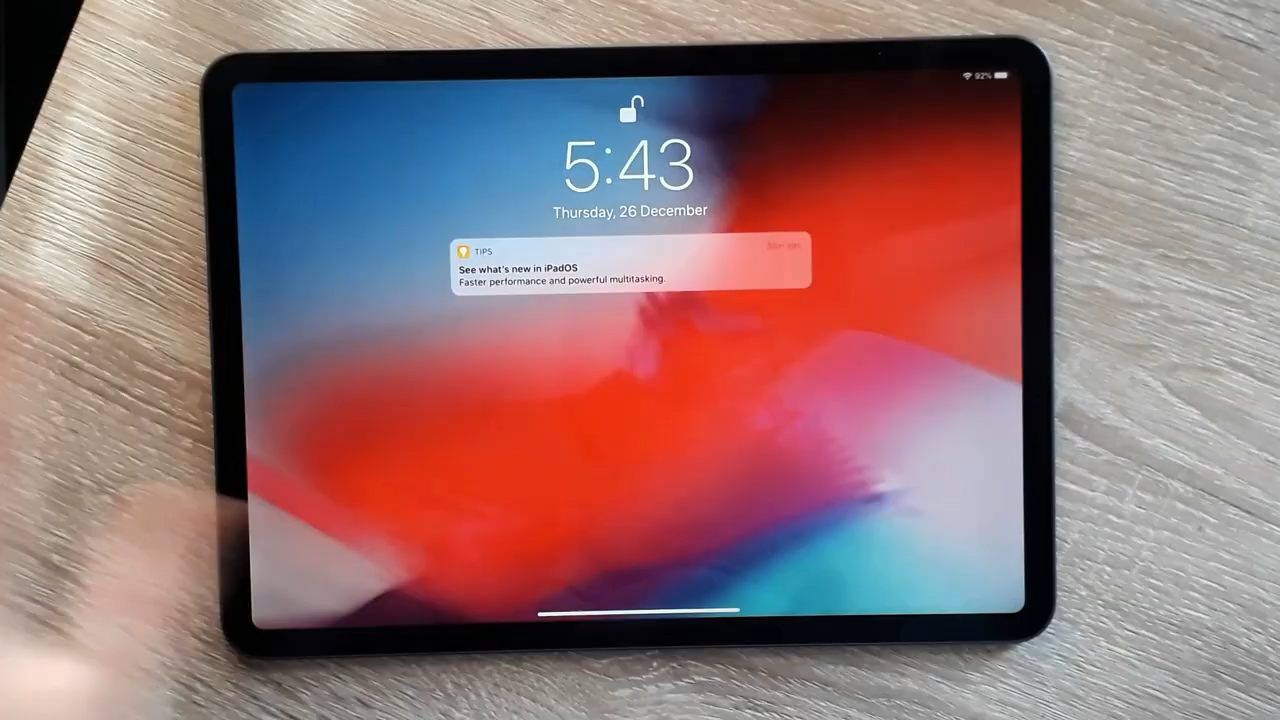 92%
5:43
Thursday, 26 December
TIPS
See what's new in iPadOS
Faster performance and powerful multitasking.